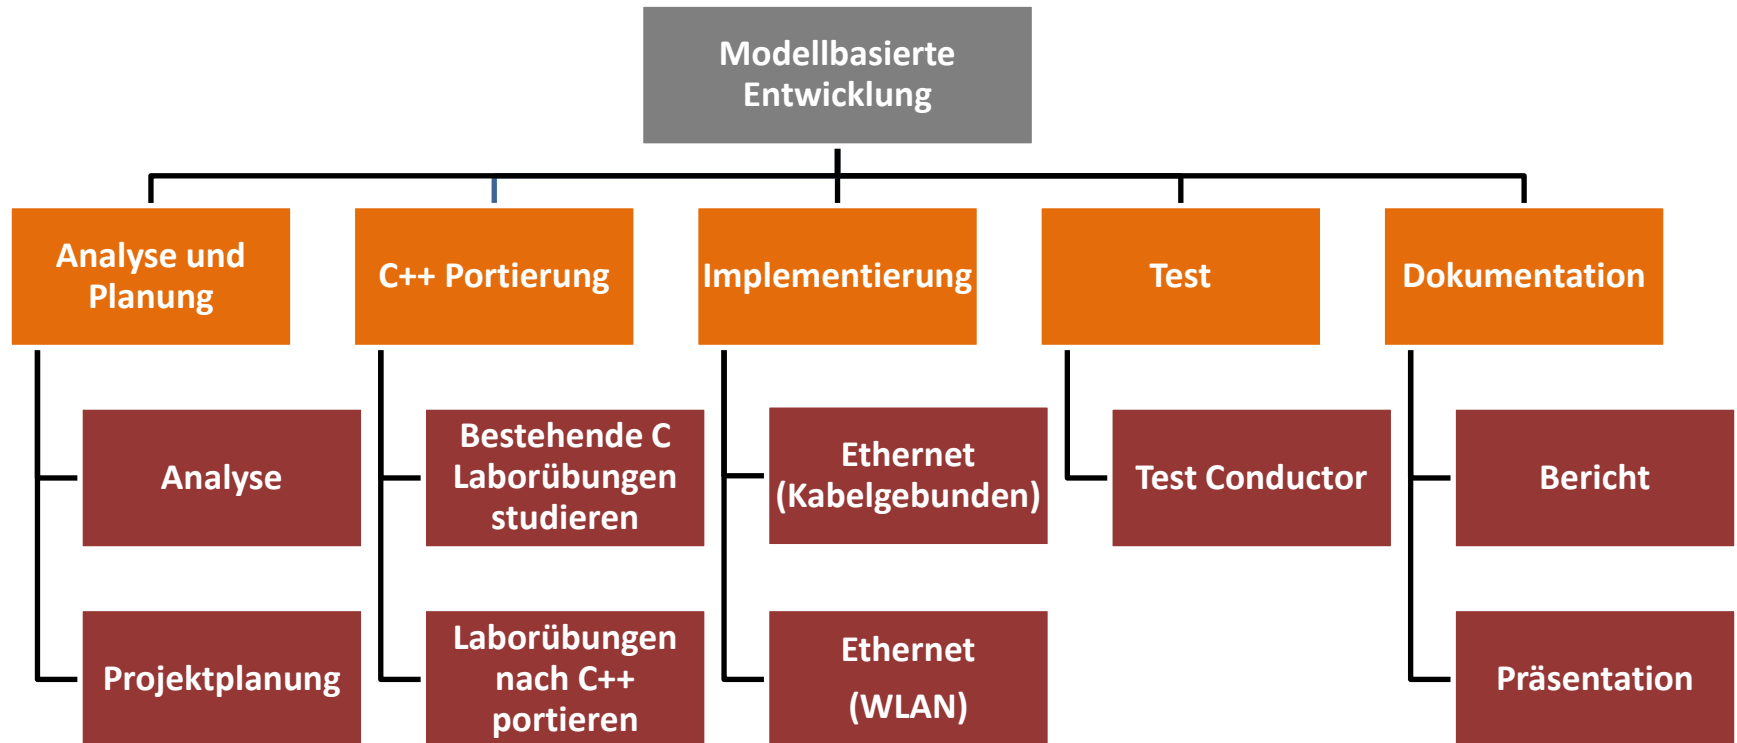 Modellbasierte
Entwicklung
Analyse und
Planung
C++ Portierung
Implementierung
Test
Dokumentation
Analyse
Bestehende C
Laborübungen
studieren
Ethernet
(Kabelgebunden)
Test Conductor
Bericht
Projektplanung
Laborübungen
nach C++
portieren
Ethernet
(WLAN)
Präsentation